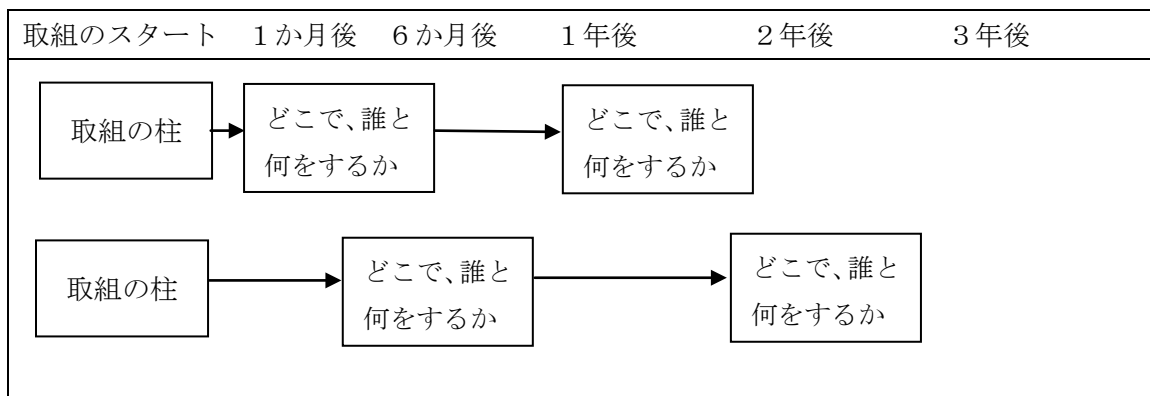 取組のスタート １か月後 ６か月後 １年後 ２年後 ３年後
取組の柱
どこで、誰と
何をするか
どこで、誰と
何をするか
取組の柱
どこで、誰と
何をするか
どこで、誰と
何をするか